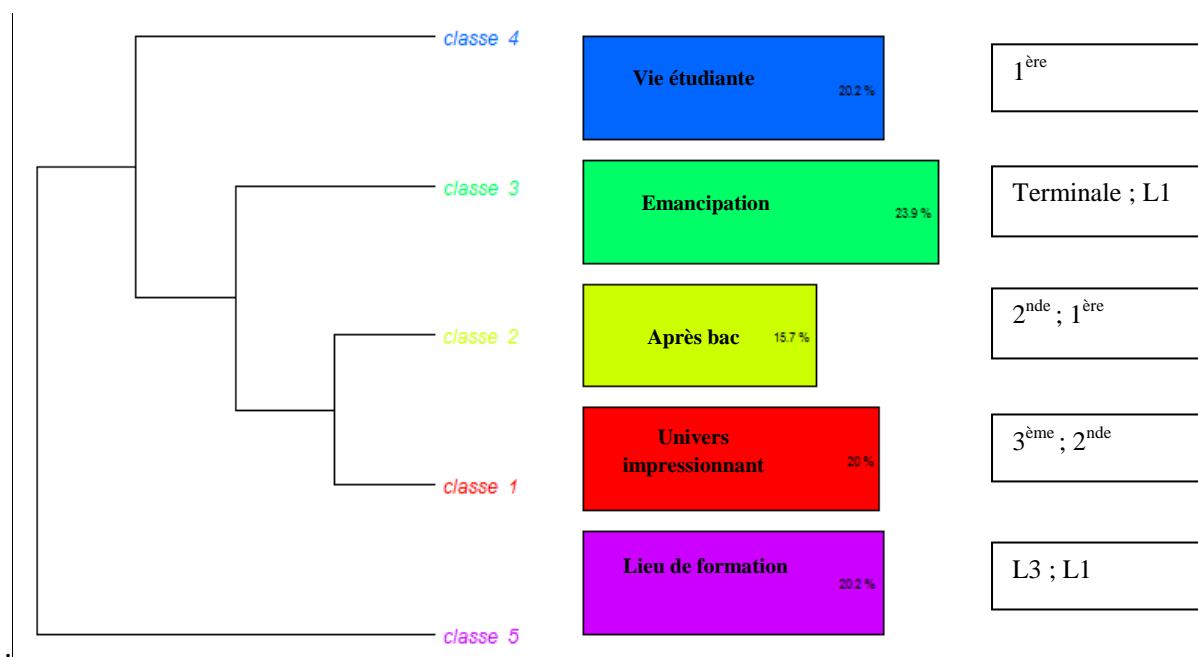 classe 4
Vie étudiante
20.2 %
1ère
classe 3
Emancipation
23.9 %
Terminale ; L1
classe 2
Après bac
15.7 %
2nde ; 1ère
classe 1
Univers
impressionnant
20 %
3ème ; 2nde
Lieu de formation
20.2 %
L3 ; L1
classe 5
.